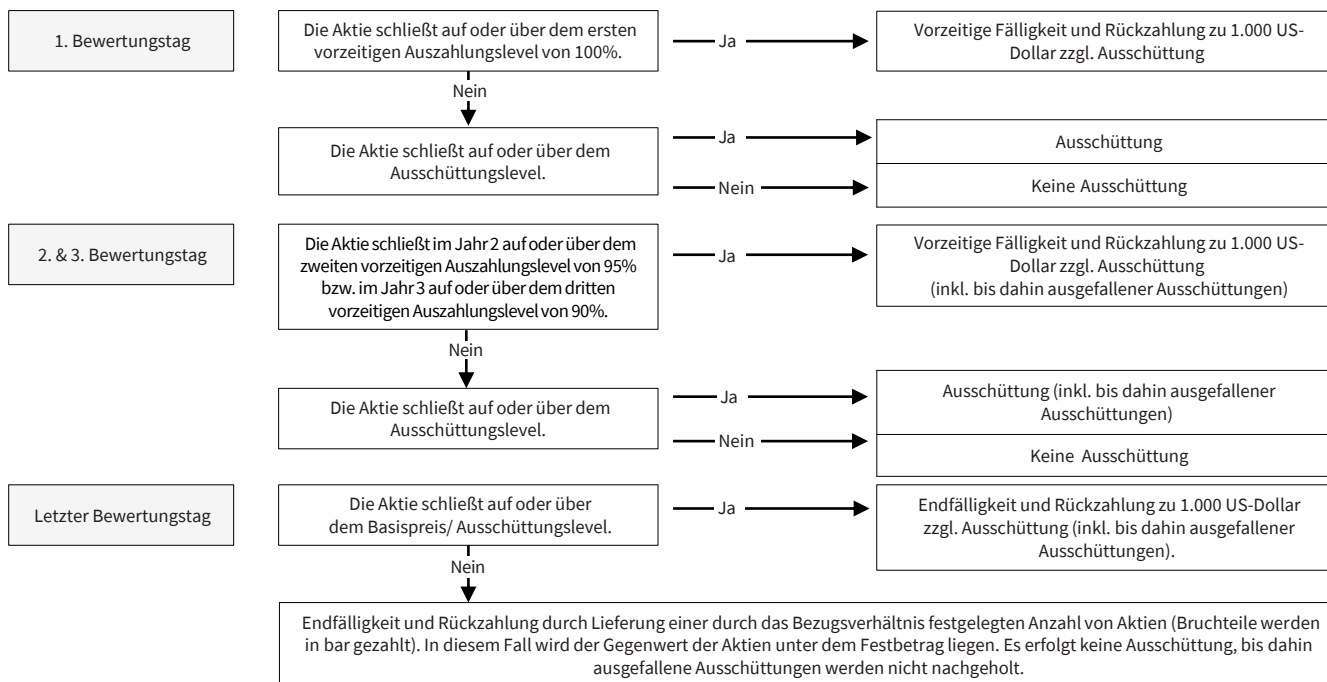 1. Bewertungstag
Die Aktie schließt auf oder über dem ersten
vorzeitigen Auszahlungslevel von 100%.
Ja
Vorzeitige Fälligkeit und Rückzahlung zu 1.000 US-
Dollar zzgl. Ausschüttung
Nein
Die Aktie schließt auf oder über dem
Ausschüttungslevel.
Ja
Ausschüttung
Nein
Keine Ausschüttung
2. & 3. Bewertungstag
Die Aktie schließt im Jahr 2 auf oder über dem
zweiten vorzeitigen Auszahlungslevel von 95%
bzw. im Jahr 3 auf oder über dem dritten
vorzeitigen Auszahlungslevel von 90%.
Ja
Vorzeitige Fälligkeit und Rückzahlung zu 1.000 US-
Dollar zzgl. Ausschüttung
(inkl. bis dahin ausgefallener Ausschüttungen)
Nein
Die Aktie schließt auf oder über dem
Ausschüttungslevel.
Ja
Ausschüttung (inkl. bis dahin ausgefallener
Ausschüttungen)
Nein
Keine Ausschüttung
Letzter Bewertungstag
Die Aktie schließt auf oder über
dem Basispreis/ Ausschüttungslevel.
Ja
Endfälligkeit und Rückzahlung zu 1.000 US-Dollar
zzgl. Ausschüttung (inkl. bis dahin ausgefallener
Ausschüttungen).
Nein
Endfälligkeit und Rückzahlung durch Lieferung einer durch das Bezugsverhältnis festgelegten Anzahl von Aktien (Bruchteile werden
in bar gezahlt). In diesem Fall wird der Gegenwert der Aktien unter dem Festbetrag liegen. Es erfolgt keine Ausschüttung, bis dahin
ausgefallene Ausschüttungen werden nicht nachgeholt.